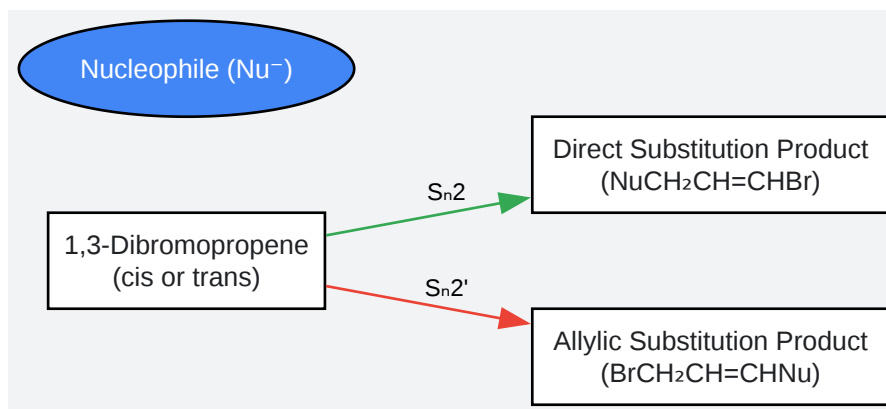 Nucleophile (Nu⁻)
Direct Substitution Product
(NuCH₂CH=CHBr)
Sₙ2
1,3-Dibromopropene
(cis or trans)
Sₙ2'
Allylic Substitution Product
(BrCH₂CH=CHNu)